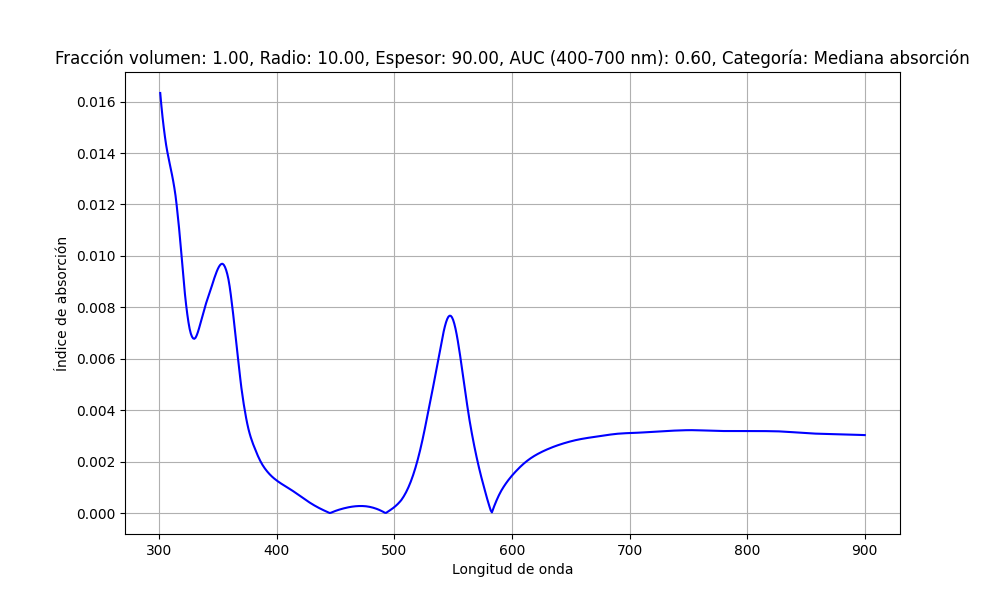 Fracción volumen: 1.00, Radio: 10.00, Espesor: 90.00, AUC (400-700 nm): 0.60, Categoría: Mediana absorción
Índice de absorción
0.016
0.014
0.012
0.010
0.008
0.006
0.004
0.002
0.000
300 400 500 600 700 800 900
Longitud de onda